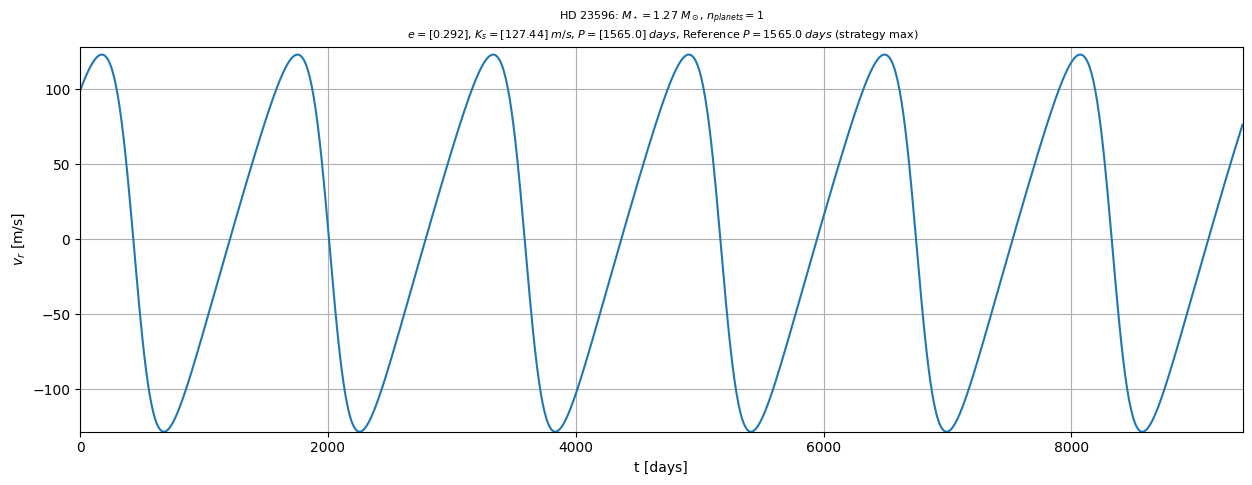 HD 23596: $M_\star = 1.27\ M_\odot$, $n_{planets} = 1$
$e = [0.292]$, $K_s = [127.44]\ m/s$, $P = [1565.0]\ days$, Reference $P = 1565.0\ days$ (strategy max)
100
50
0
−50
−100
$v_r$ [m/s]
0 2000 4000 6000 8000
t [days]